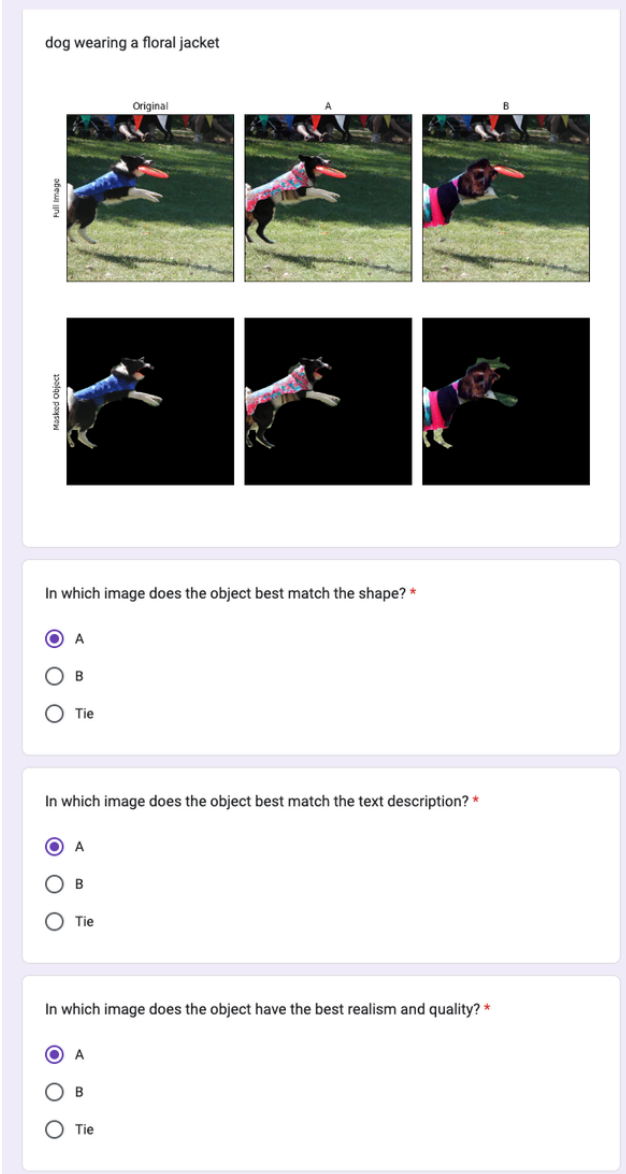 dog wearing a floral jacket
Original
A
B
Full Image
Masked Object
In which image does the object best match the shape? *
A
B
Tie
In which image does the object best match the text description? *
A
B
Tie
In which image does the object have the best realism and quality? *
A
B
Tie